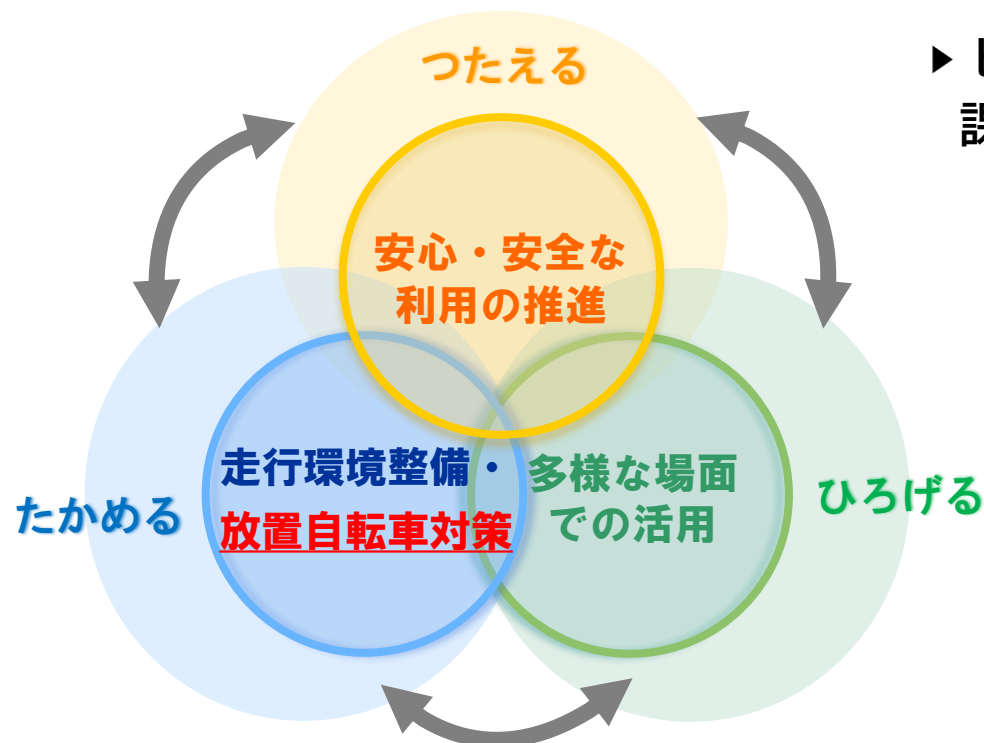 つたえる
安心・安全な
利用の推進
走行環境整備・
放置自転車対策
たかめる
多様な場面
での活用
ひろげる